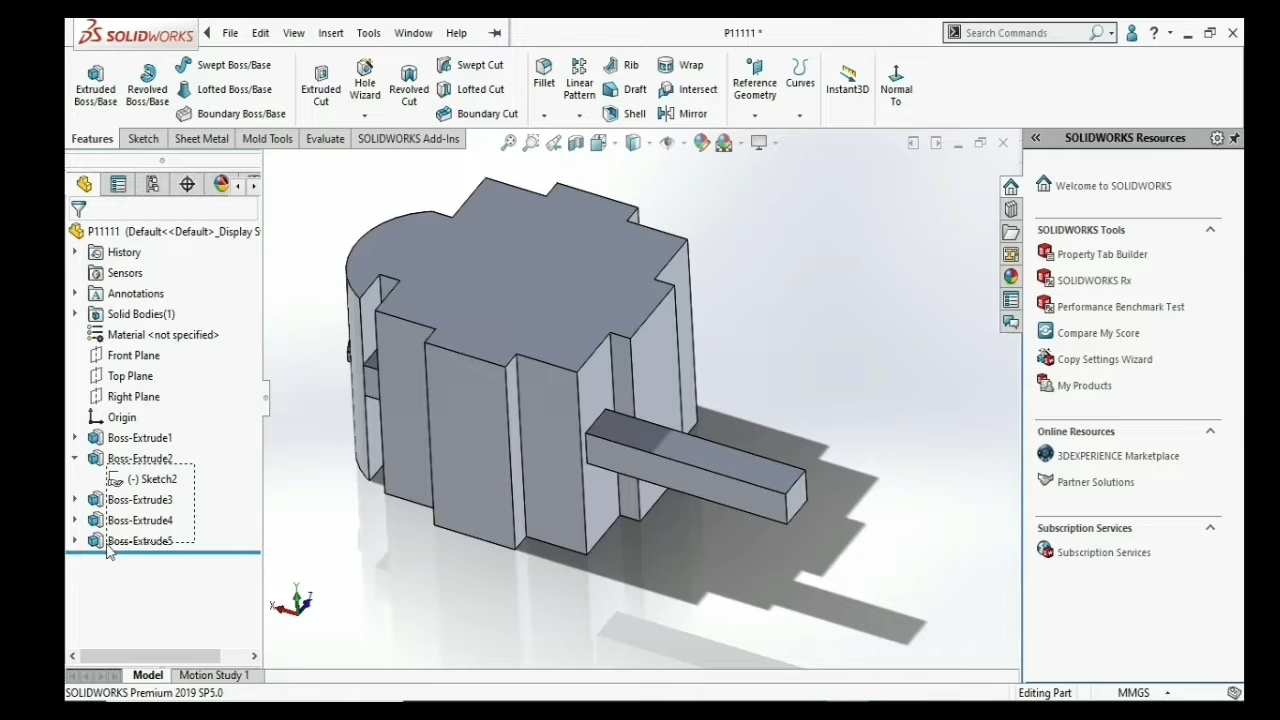 SOLIDWORKS File Edit View Insert Tools Window Help P11111 * Search Commands ?
Extruded Boss/Base
Revolved Boss/Base
Swept Boss/Base
Lofted Boss/Base
Boundary Boss/Base
Extruded Cut
Hole Wizard
Revolved Cut
Swept Cut
Lofted Cut
Boundary Cut
Fillet
Linear Pattern
Rib
Draft
Shell
Wrap
Intersect
Mirror
Reference Geometry
Curves
Instant3D
Normal To
Features Sketch Sheet Metal Mold Tools Evaluate SOLIDWORKS Add-Ins
P11111 (Default<<Default>_Display S
History
Sensors
Annotations
Solid Bodies(1)
Material <not specified>
Front Plane
Top Plane
Right Plane
Origin
Boss-Extrude1
Boss-Extrude2
(-) Sketch2
Boss-Extrude3
Boss-Extrude4
Boss-Extrude5
X Y Z
SOLIDWORKS Resources
Welcome to SOLIDWORKS
SOLIDWORKS Tools
Property Tab Builder
SOLIDWORKS Rx
Performance Benchmark Test
Compare My Score
Copy Settings Wizard
My Products
Online Resources
3DEXPERIENCE Marketplace
Partner Solutions
Subscription Services
Subscription Services
Model Motion Study 1
SOLIDWORKS Premium 2019 SP5.0 Editing Part MMGS